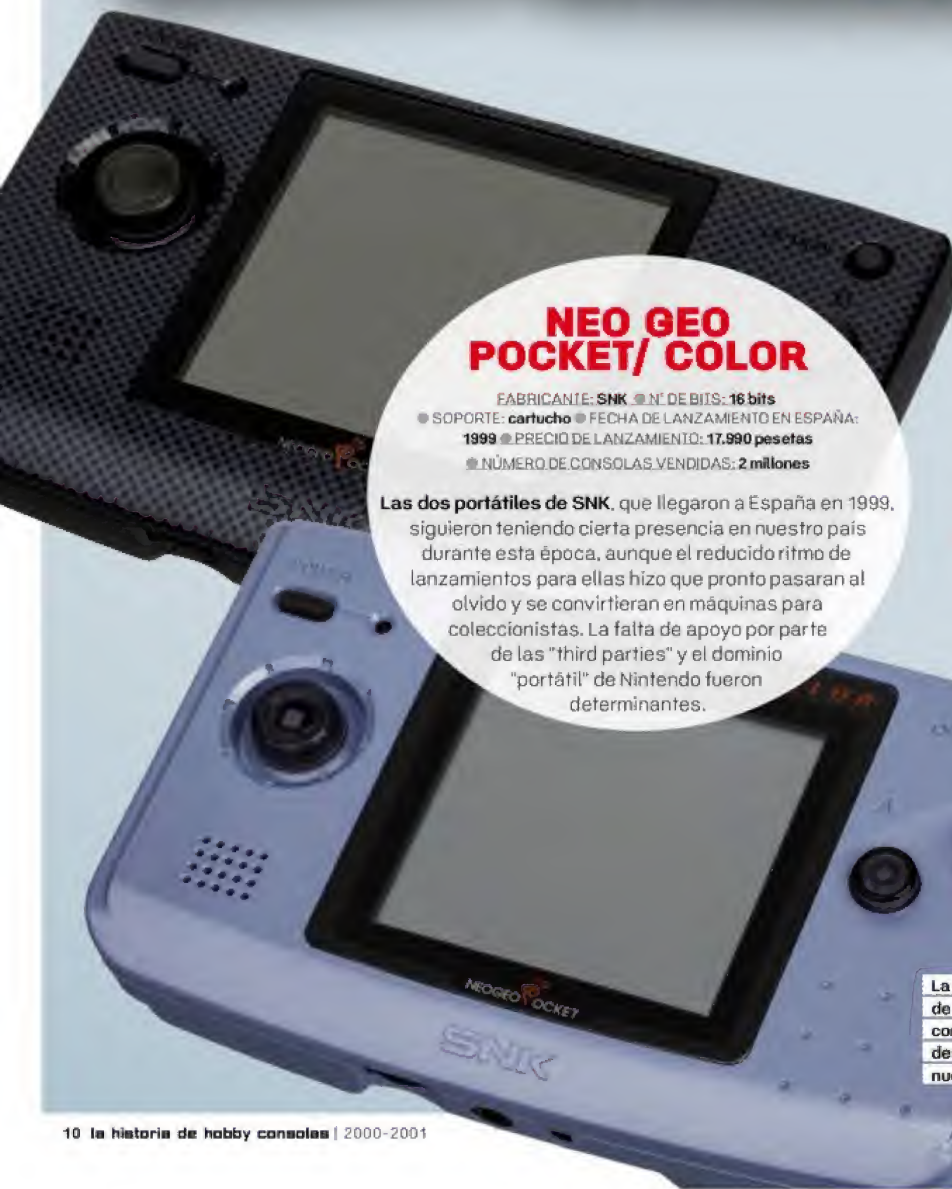 NEO GEO
POCKET/ COLOR
FABRICANTE: SNK ● Nº DE BITS: 16 bits
● SOPORTE: cartucho ● FECHA DE LANZAMIENTO EN ESPAÑA:
1999 ● PRECIO DE LANZAMIENTO: 17.990 pesetas
● NÚMERO DE CONSOLAS VENDIDAS: 2 millones
Las dos portátiles de SNK, que llegaron a España en 1999,
siguieron teniendo cierta presencia en nuestro país
durante esta época, aunque el reducido ritmo de
lanzamientos para ellas hizo que pronto pasaran al
olvido y se convirtieran en máquinas para
coleccionistas. La falta de apoyo por parte
de las "third parties" y el dominio
"portátil" de Nintendo fueron
determinantes.
NEOGEO POCKET
SNK
A
La
de
de
10 la historia de hobby consolas | 2000-2001